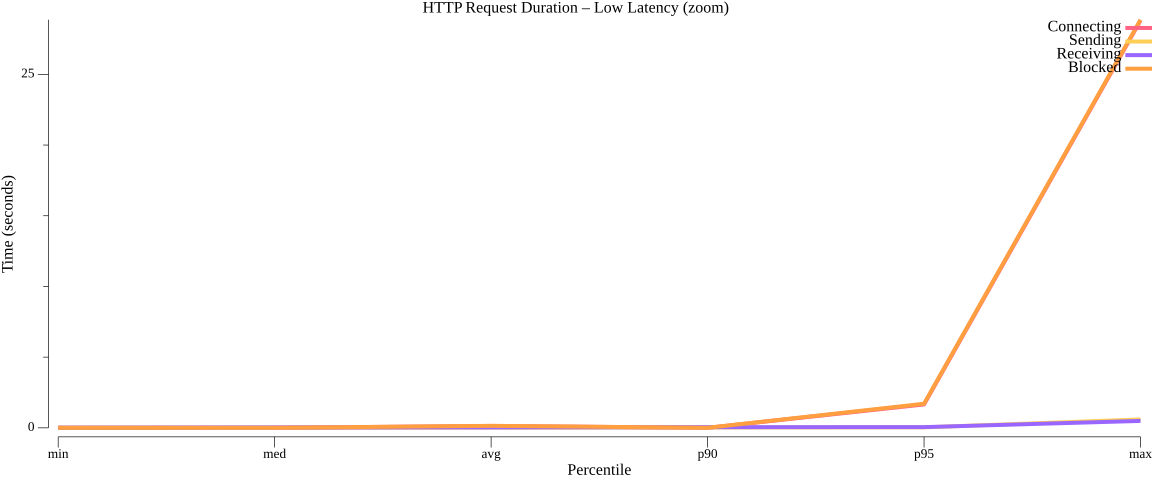 HTTP Request Duration – Low Latency (zoom)
Connecting
Sending
Receiving
Blocked
25
Time (seconds)
0
min med avg p90 p95 max
Percentile